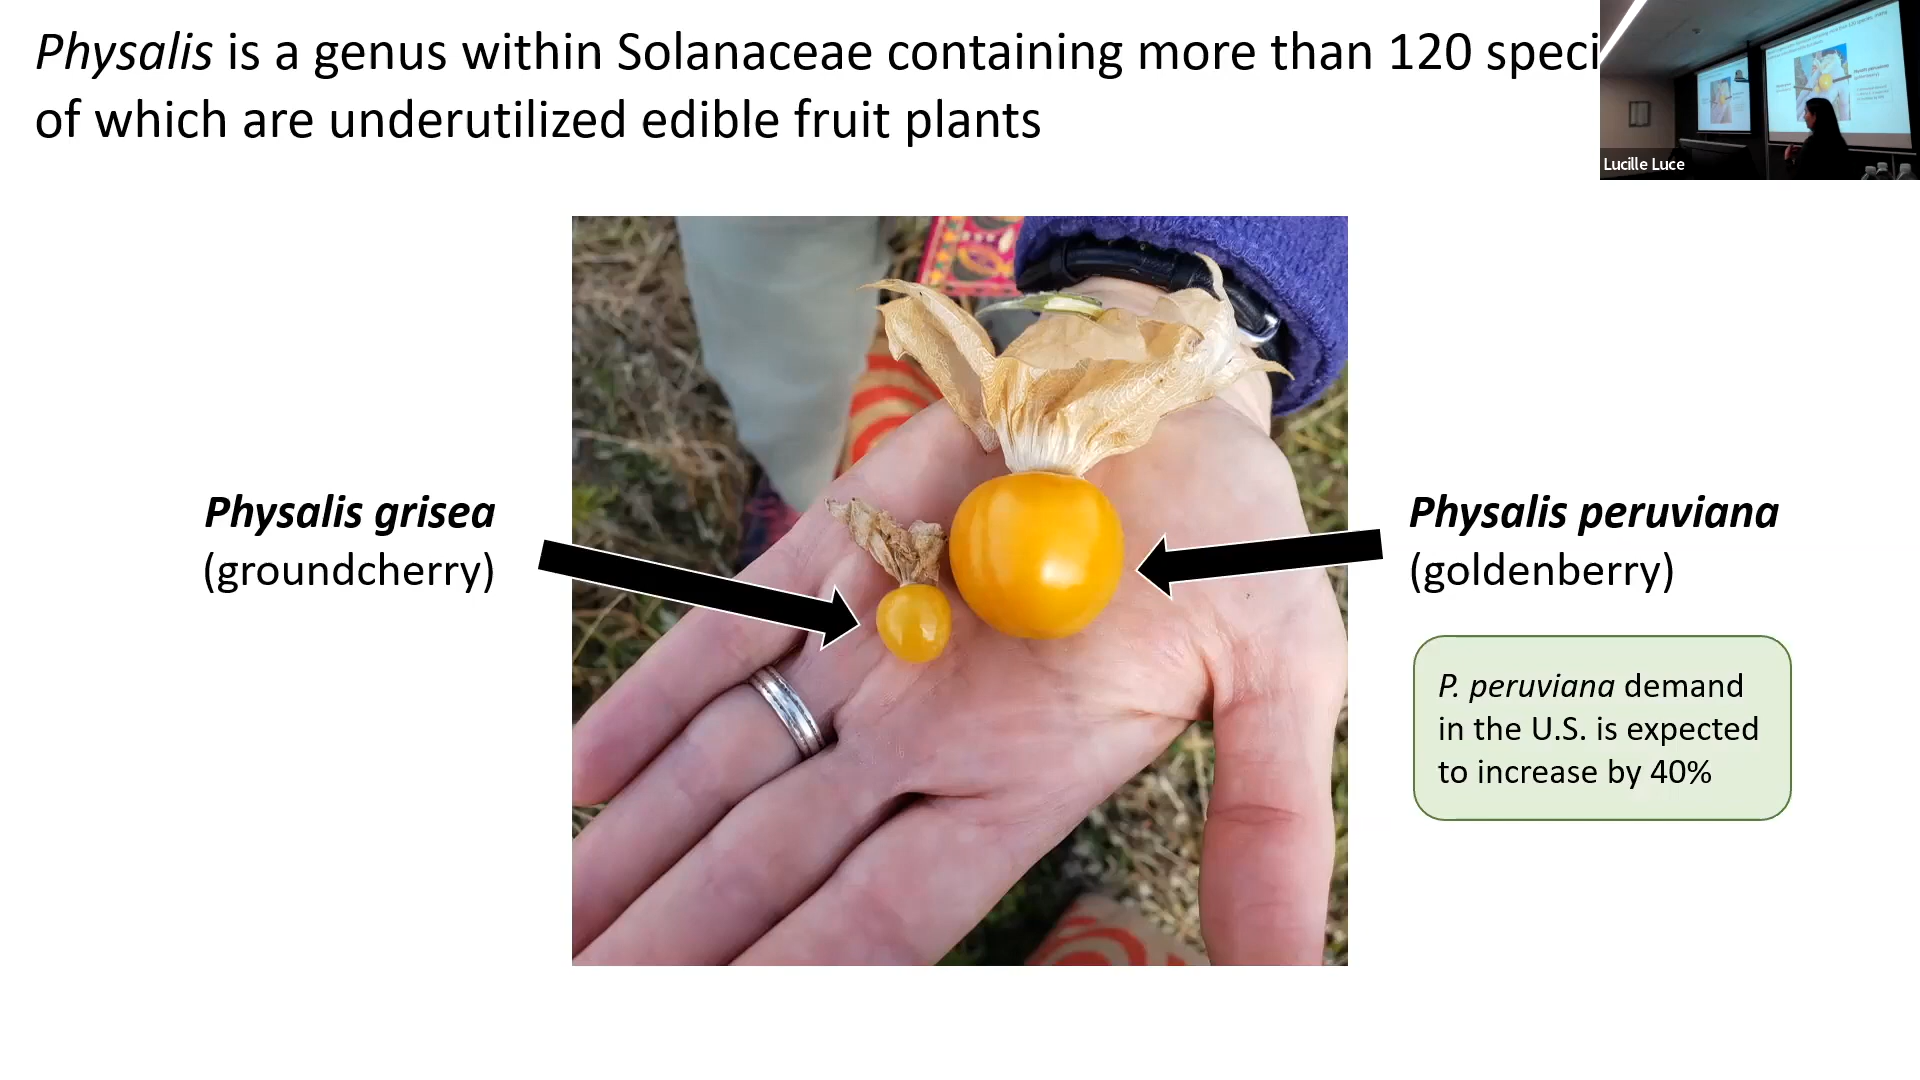 Physalis is a genus within Solanaceae containing more than 120 speci
of which are underutilized edible fruit plants
Lucille Luce
Physalis grisea
(groundcherry)
Physalis peruviana
(goldenberry)
P. peruviana demand
in the U.S. is expected
to increase by 40%